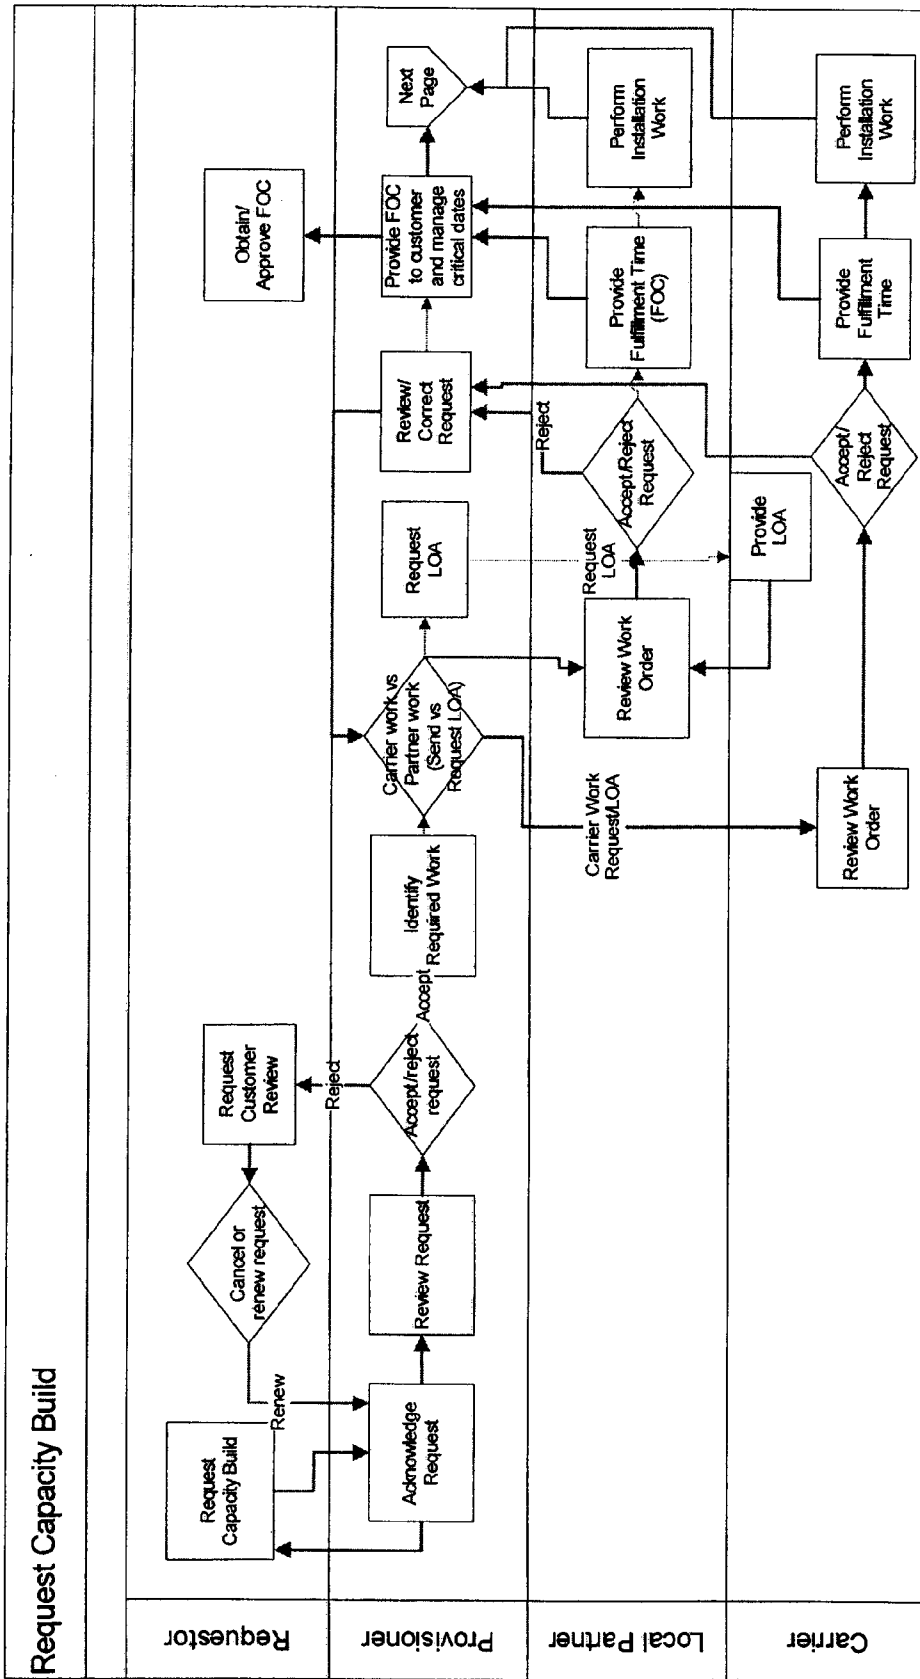 Request Capacity Build
Requestor
Request
Capacity Build
Renew
Cancel or
renew request
Request
Customer
Review
Reject
Obtain/
Approve FOC
Provisioner
Acknowledge
Request
Review Request
Accept/reject
request
Accept
Identify
Required Work
Carrier work vs
Partner work
(Send vs
Request LOA)
Request
LOA
Review/
Correct
Request
Provide FOC
to customer
and manage
critical dates
Next
Page
Local Partner
Carrier Work
Request/LOA
Review Work
Order
Request
LOA
Accept/Reject
Request
Reject
Provide
Fulfillment Time
(FOC)
Perform
Installation
Work
Carrier
Review Work
Order
Provide
LOA
Accept/
Reject
Request
Provide
Fulfillment
Time
Perform
Installation
Work